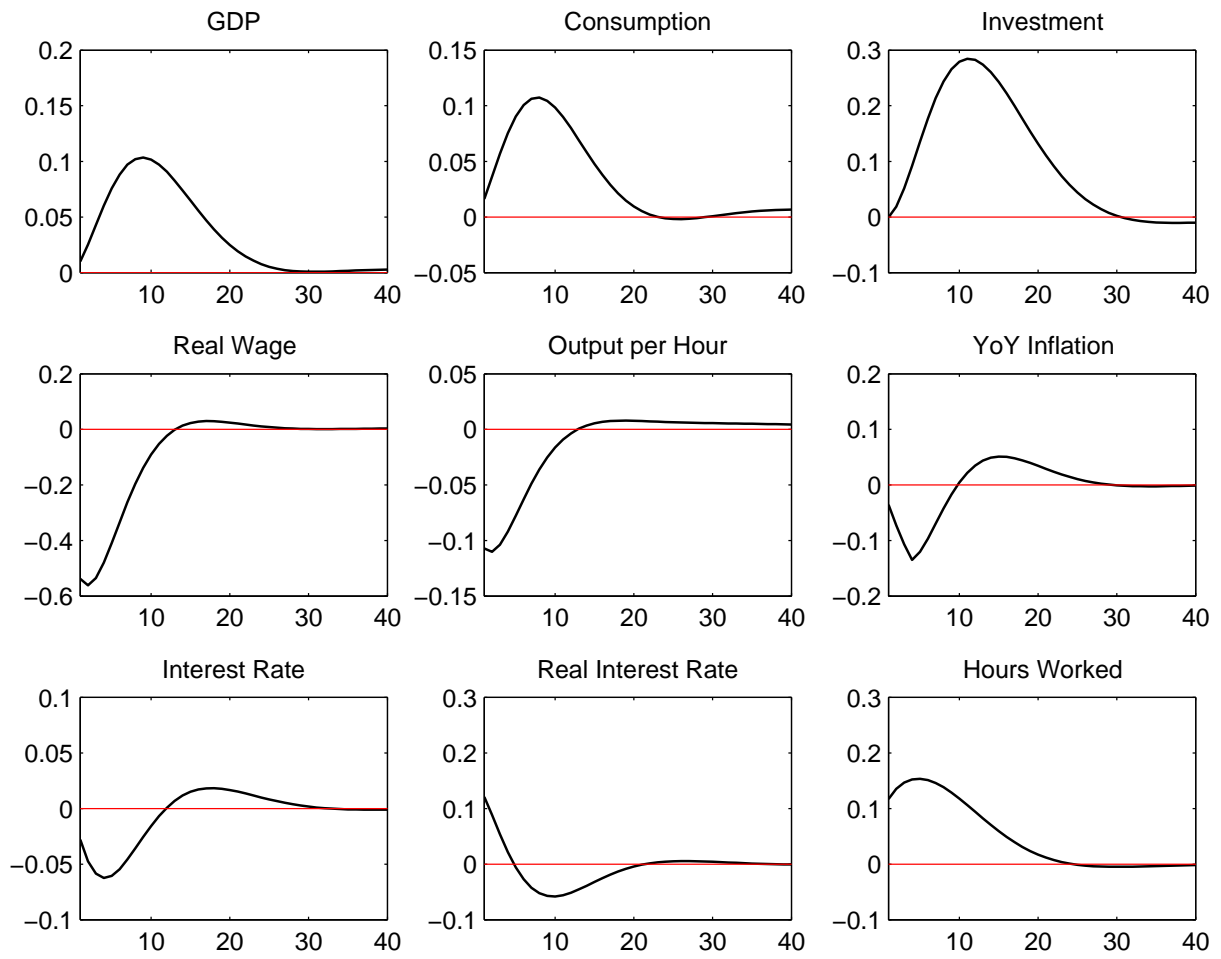 GDP
Consumption
Investment
0.2
0.15
0.1
0.05
0
10 20 30 40
0.15
0.1
0.05
0
−0.05
10 20 30 40
0.3
0.2
0.1
0
−0.1
10 20 30 40
Real Wage
Output per Hour
YoY Inflation
0.2
0
−0.2
−0.4
−0.6
10 20 30 40
0.05
0
−0.05
−0.1
−0.15
10 20 30 40
0.2
0.1
0
−0.1
−0.2
10 20 30 40
Interest Rate
Real Interest Rate
Hours Worked
0.1
0.05
0
−0.05
−0.1
10 20 30 40
0.3
0.2
0.1
0
−0.1
10 20 30 40
0.3
0.2
0.1
0
−0.1
10 20 30 40